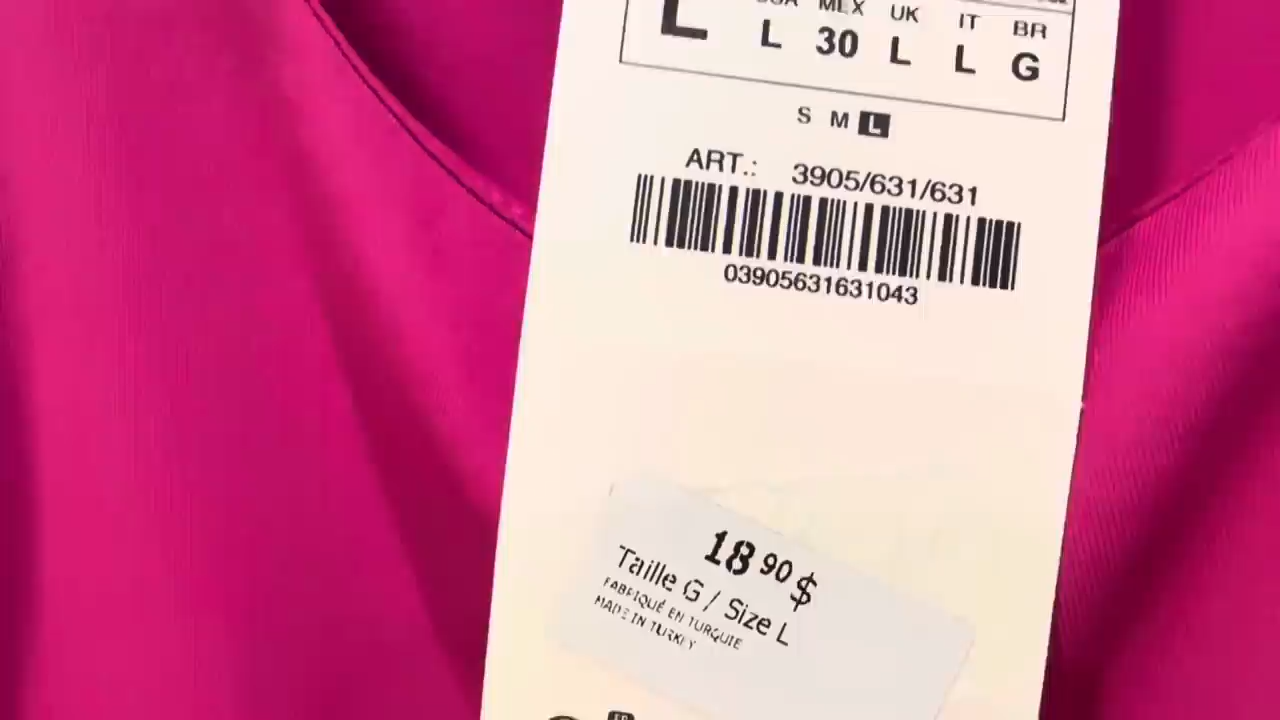 MEX UK IT BR
L L 30 L L G
S M L
ART.: 3905/631/631
03905631631043
18 90 $
Taille G / Size L
FABRIQUÉ EN TURQUIE
MADE IN TURKEY